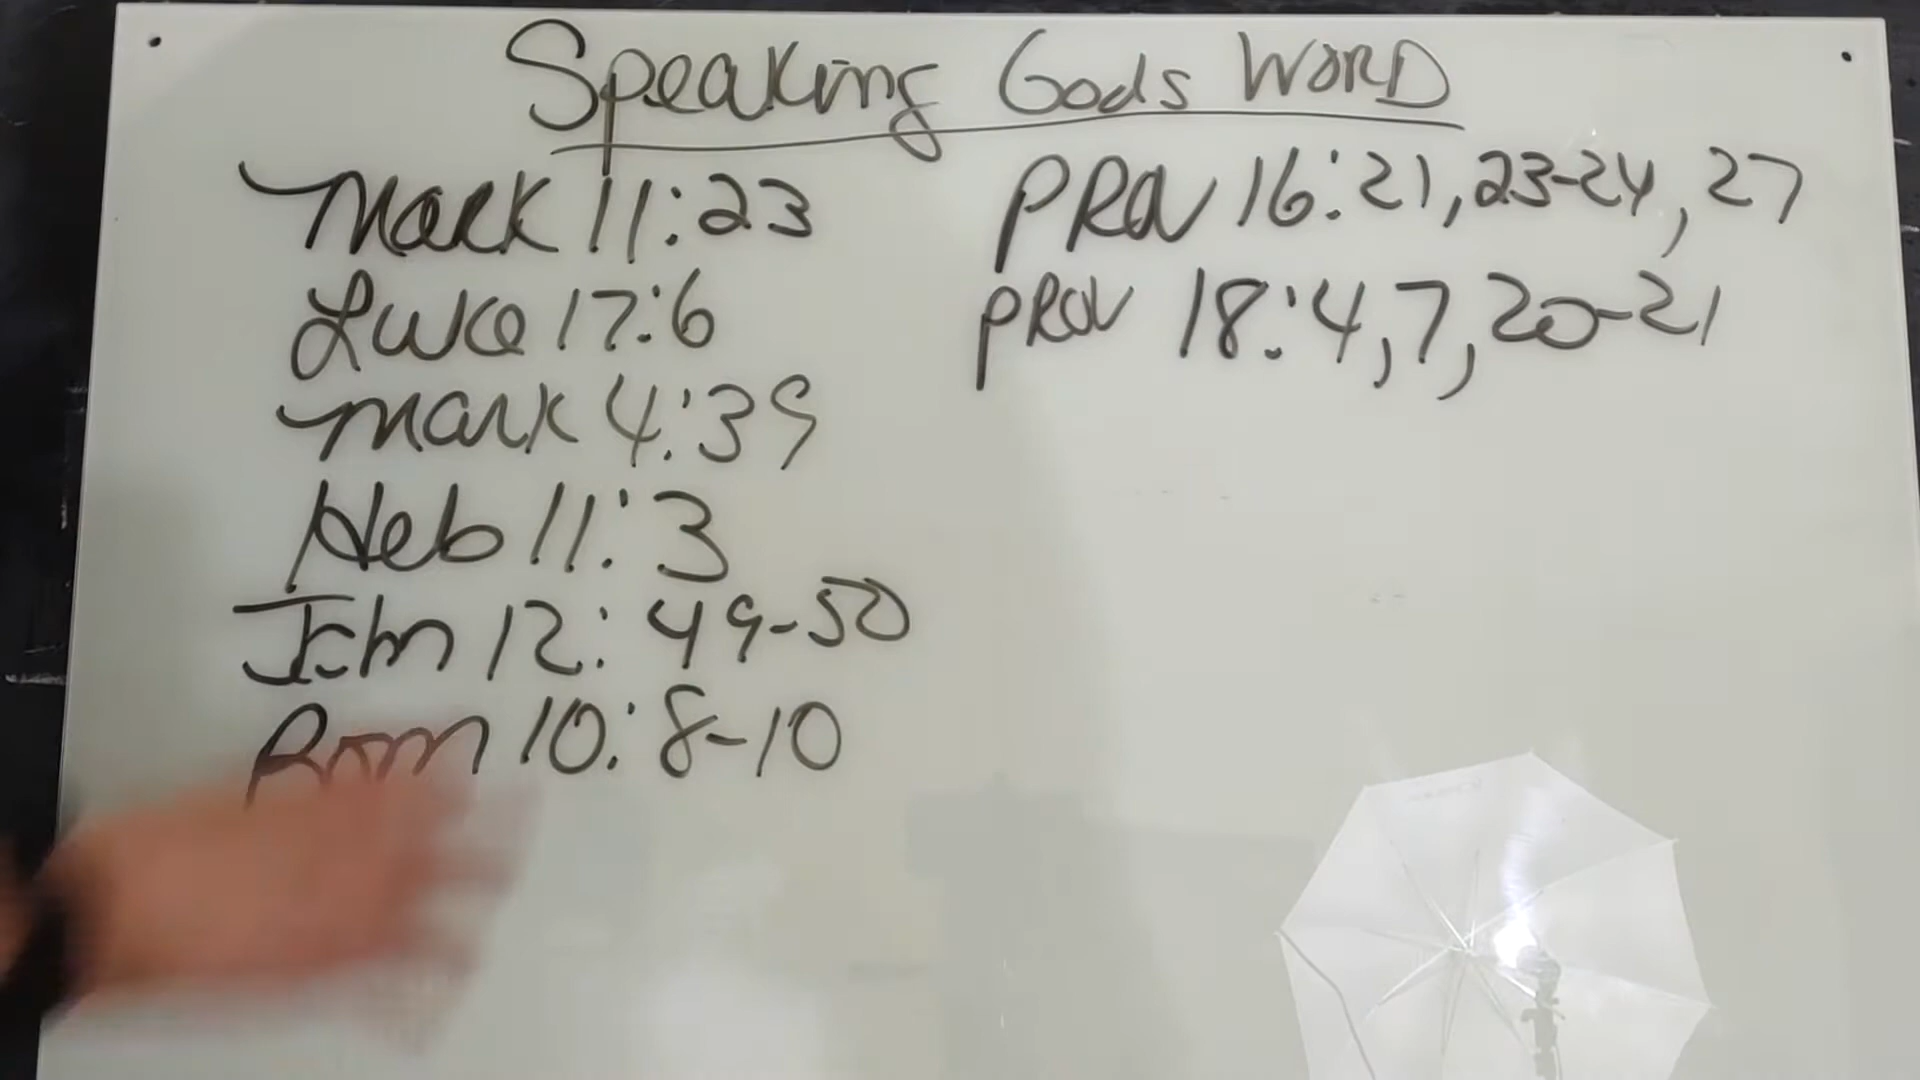 Speaking Gods WORD
Mark 11:23
Luke 17:6
Mark 4:39
Heb 11:3
John 12:49-50
Rom 10:8-10
PROV 16:21,23-24,27
PROV 18:4,7,20-21